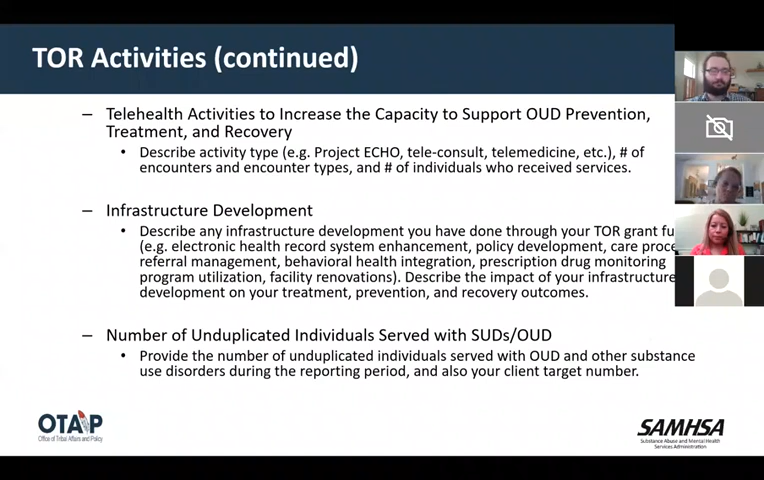 TOR Activities (continued)
– Telehealth Activities to Increase the Capacity to Support OUD Prevention,
Treatment, and Recovery
• Describe activity type (e.g. Project ECHO, tele-consult, telemedicine, etc.), # of
encounters and encounter types, and # of individuals who received services.
– Infrastructure Development
• Describe any infrastructure development you have done through your TOR grant fu
(e.g. electronic health record system enhancement, policy development, care proce
referral management, behavioral health integration, prescription drug monitoring
program utilization, facility renovations). Describe the impact of your infrastructure
development on your treatment, prevention, and recovery outcomes.
– Number of Unduplicated Individuals Served with SUDs/OUD
• Provide the number of unduplicated individuals served with OUD and other substance
use disorders during the reporting period, and also your client target number.
OTAP
Office of Tribal Affairs and Policy
SAMHSA
Substance Abuse and Mental Health
Services Administration